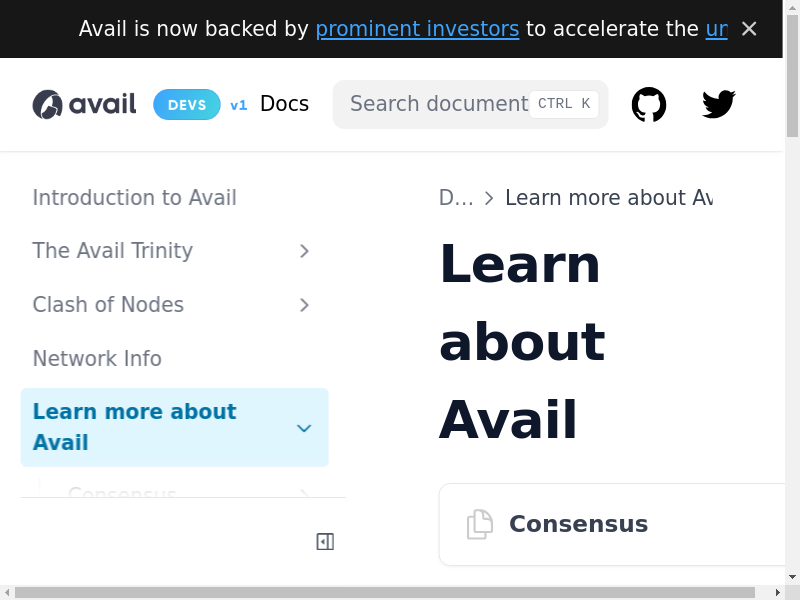 Avail is now backed by prominent investors to accelerate the ur
avail DEVS v1 Docs
Search document CTRL K
Introduction to Avail
The Avail Trinity
Clash of Nodes
Network Info
Learn more about
Avail
Consensus
D... Learn more about Av
Learn
about
Avail
Consensus